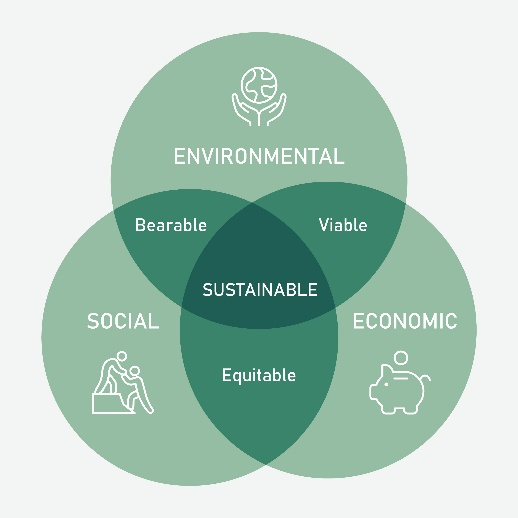 ENVIRONMENTAL
Bearable
Viable
SUSTAINABLE
SOCIAL
ECONOMIC
Equitable